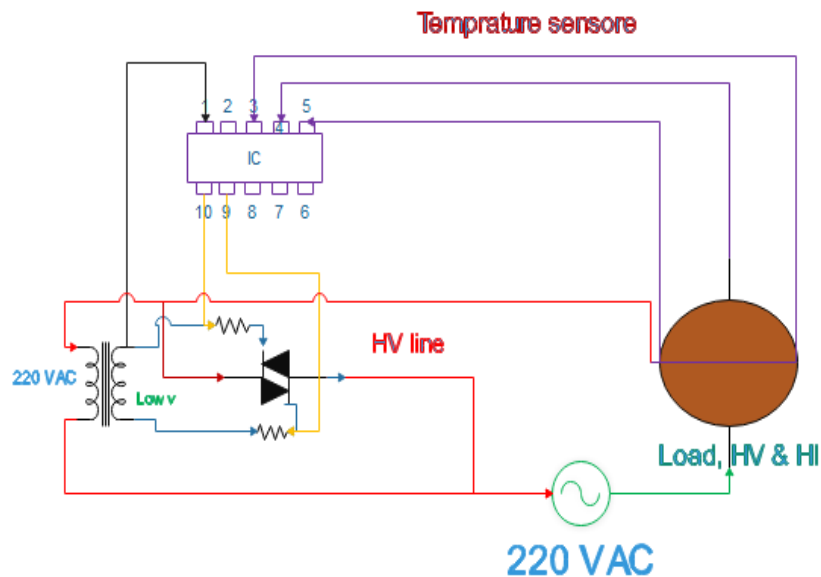 Temprature sensore
1 2 3 4 5
IC
10 9 8 7 6
HV line
220 VAC
Low v
Load, HV & HI
220 VAC